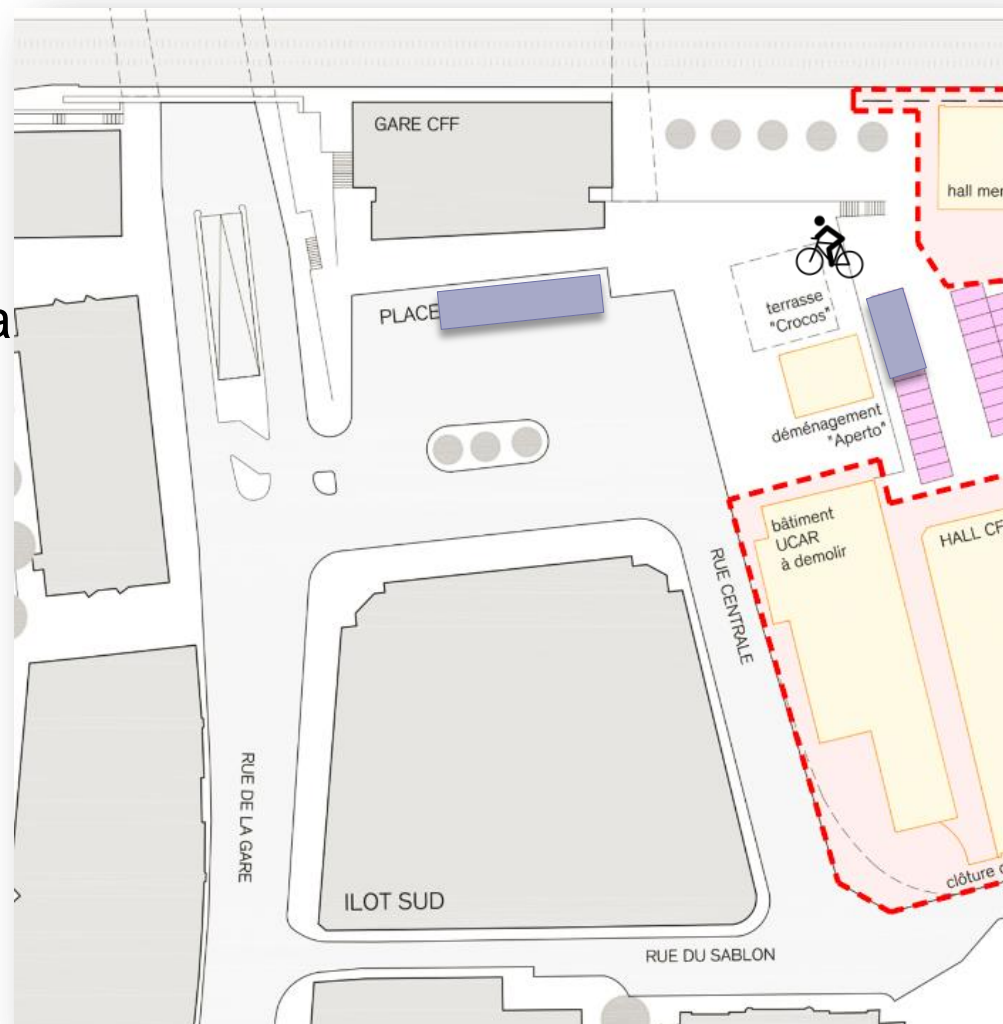 GARE CFF
hall mer
a
PLACE
terrasse
"Crocos"
déménagement
"Aperto"
bâtiment
UCAR
à demolir
HALL CF
RUE CENTRALE
RUE DE LA GARE
clôture
ILOT SUD
RUE DU SABLON